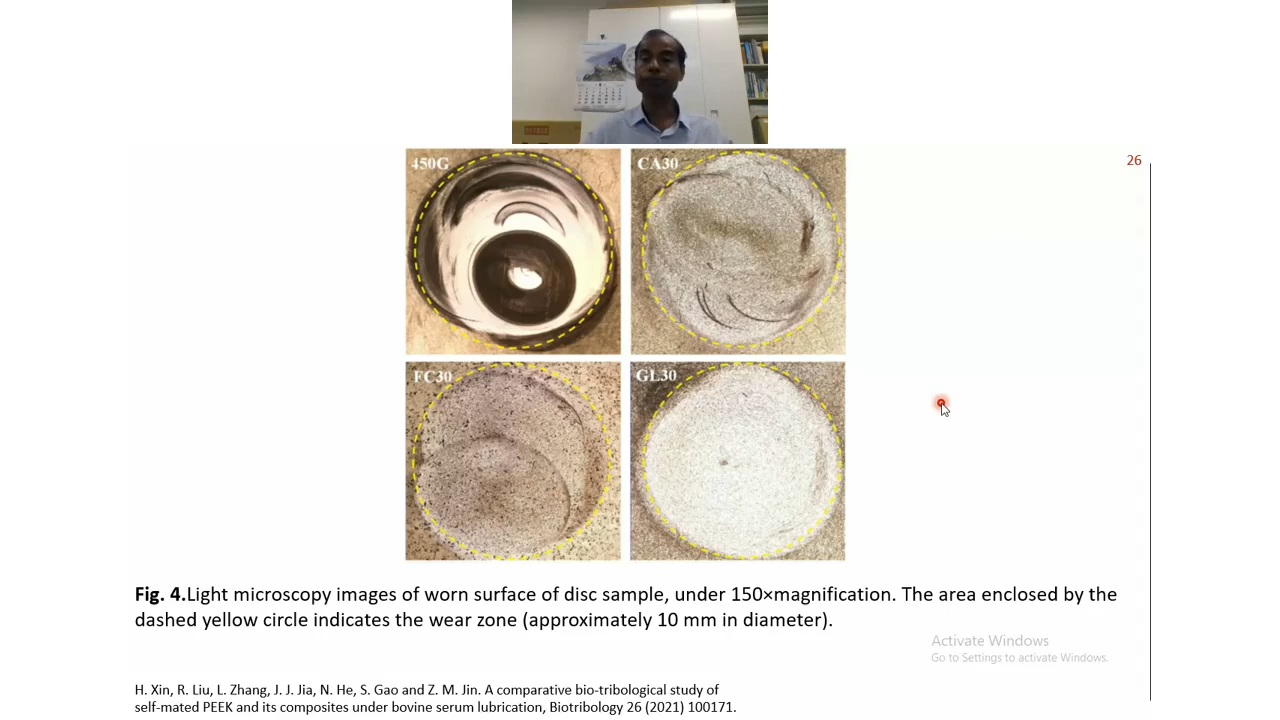 450G
CA30
26
FC30
GL30
Fig. 4.Light microscopy images of worn surface of disc sample, under 150×magnification. The area enclosed by the
dashed yellow circle indicates the wear zone (approximately 10 mm in diameter).
Activate Windows
Go to Settings to activate Windows.
H. Xin, R. Liu, L. Zhang, J. J. Jia, N. He, S. Gao and Z. M. Jin. A comparative bio-tribological study of
self-mated PEEK and its composites under bovine serum lubrication, Biotribology 26 (2021) 100171.